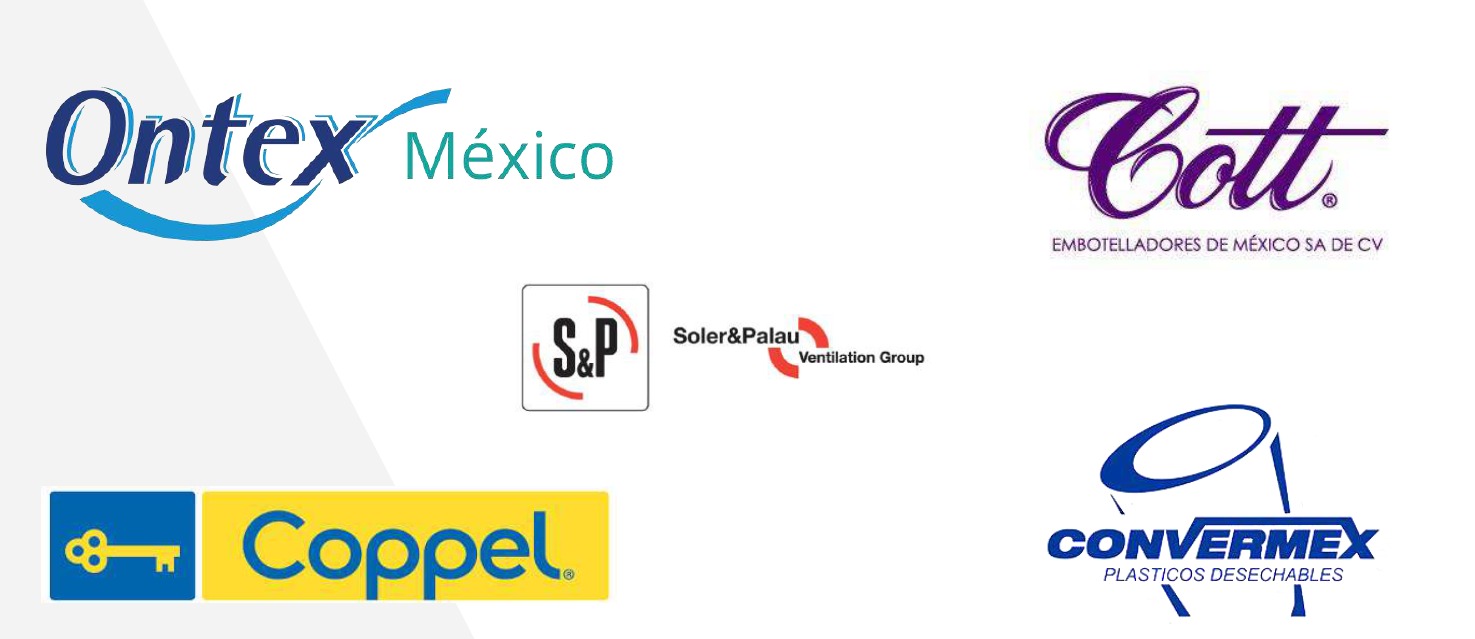 Ontex México
Cott®
EMBOTELLADORES DE MÉXICO SA DE CV
S&P
Soler&Palau
Ventilation Group
Coppel®
CONVERMEX
PLASTICOS DESECHABLES